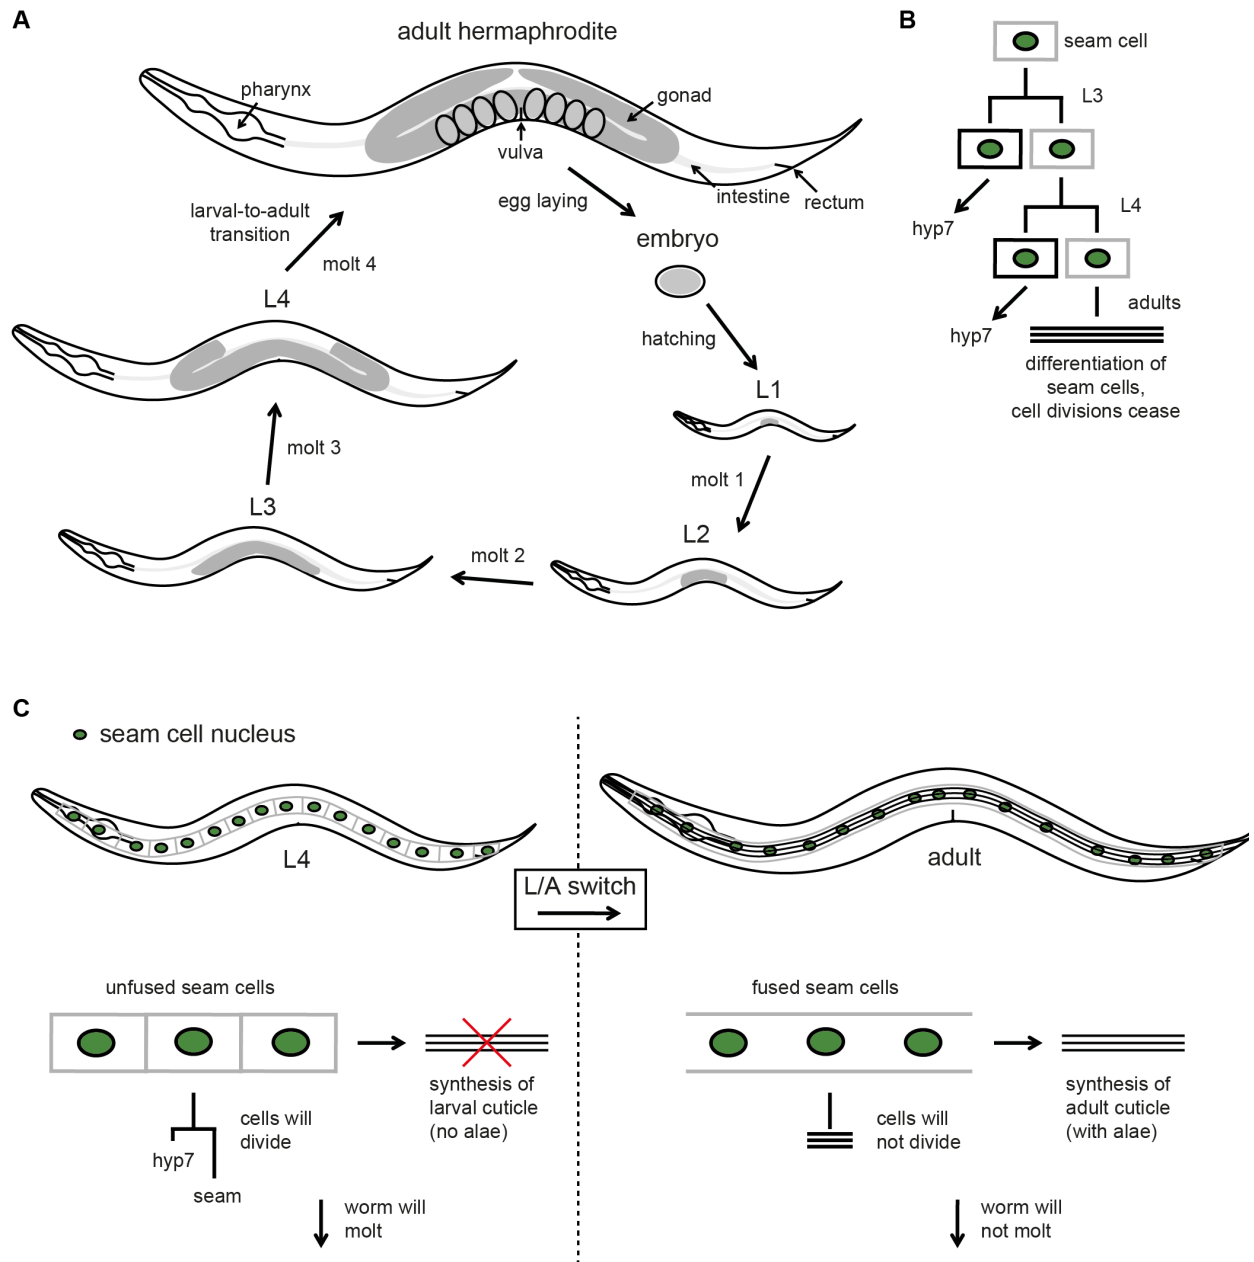 A
adult hermaphrodite
pharynx
gonad
vulva
intestine
rectum
egg laying
larval-to-adult
transition
molt 4
embryo
L4
hatching
L1
molt 3
molt 1
L3
L2
molt 2
B
seam cell
L3
hyp7
L4
hyp7
adults
differentiation of
seam cells,
cell divisions cease
C
seam cell nucleus
L4
adult
L/A switch
unfused seam cells
synthesis of
larval cuticle
(no alae)
cells will
divide
hyp7
seam
worm will
molt
fused seam cells
synthesis of
adult cuticle
(with alae)
cells will
not divide
worm will
not molt